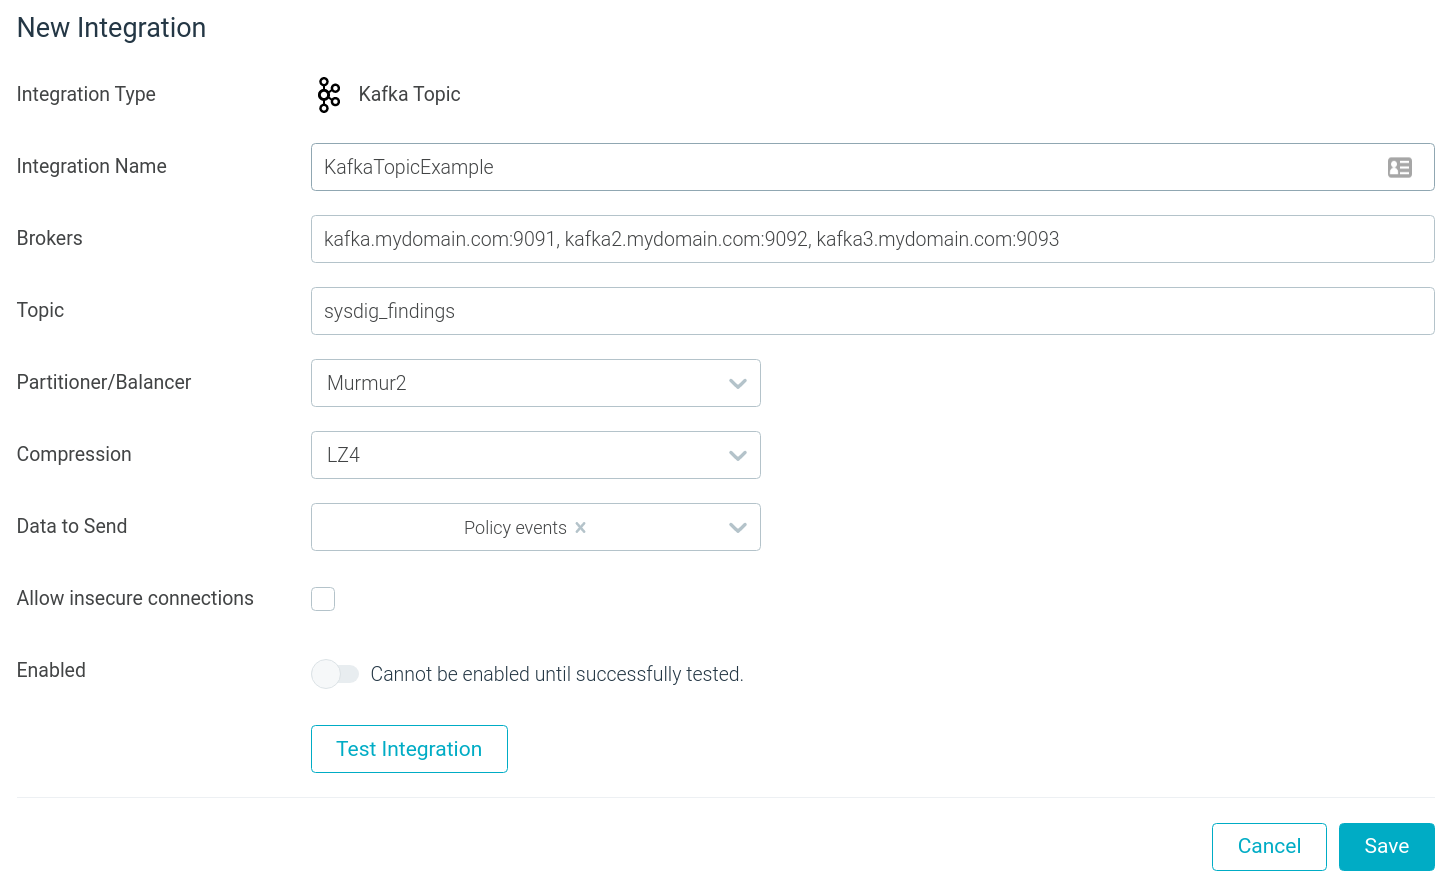 New Integration
Integration Type
Kafka Topic
Integration Name
KafkaTopicExample
Brokers
kafka.mydomain.com:9091, kafka2.mydomain.com:9092, kafka3.mydomain.com:9093
Topic
sysdig_findings
Partitioner/Balancer
Murmur2
Compression
LZ4
Data to Send
Policy events
Allow insecure connections
Enabled
Cannot be enabled until successfully tested.
Test Integration
Cancel
Save